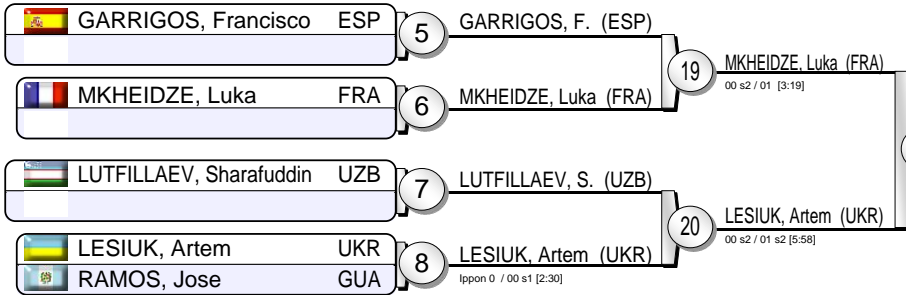 GARRIGOS, Francisco ESP
5
GARRIGOS, F. (ESP)
19
MKHEIDZE, Luka (FRA)
00 s2 / 01 [3:19]
MKHEIDZE, Luka FRA
6
MKHEIDZE, Luka (FRA)
LUTFILLAEV, Sharafuddin UZB
7
LUTFILLAEV, S. (UZB)
20
LESIUK, Artem (UKR)
00 s2 / 01 s2 [5:58]
LESIUK, Artem UKR
RAMOS, Jose GUA
8
LESIUK, Artem (UKR)
Ippon 0 / 00 s1 [2:30]